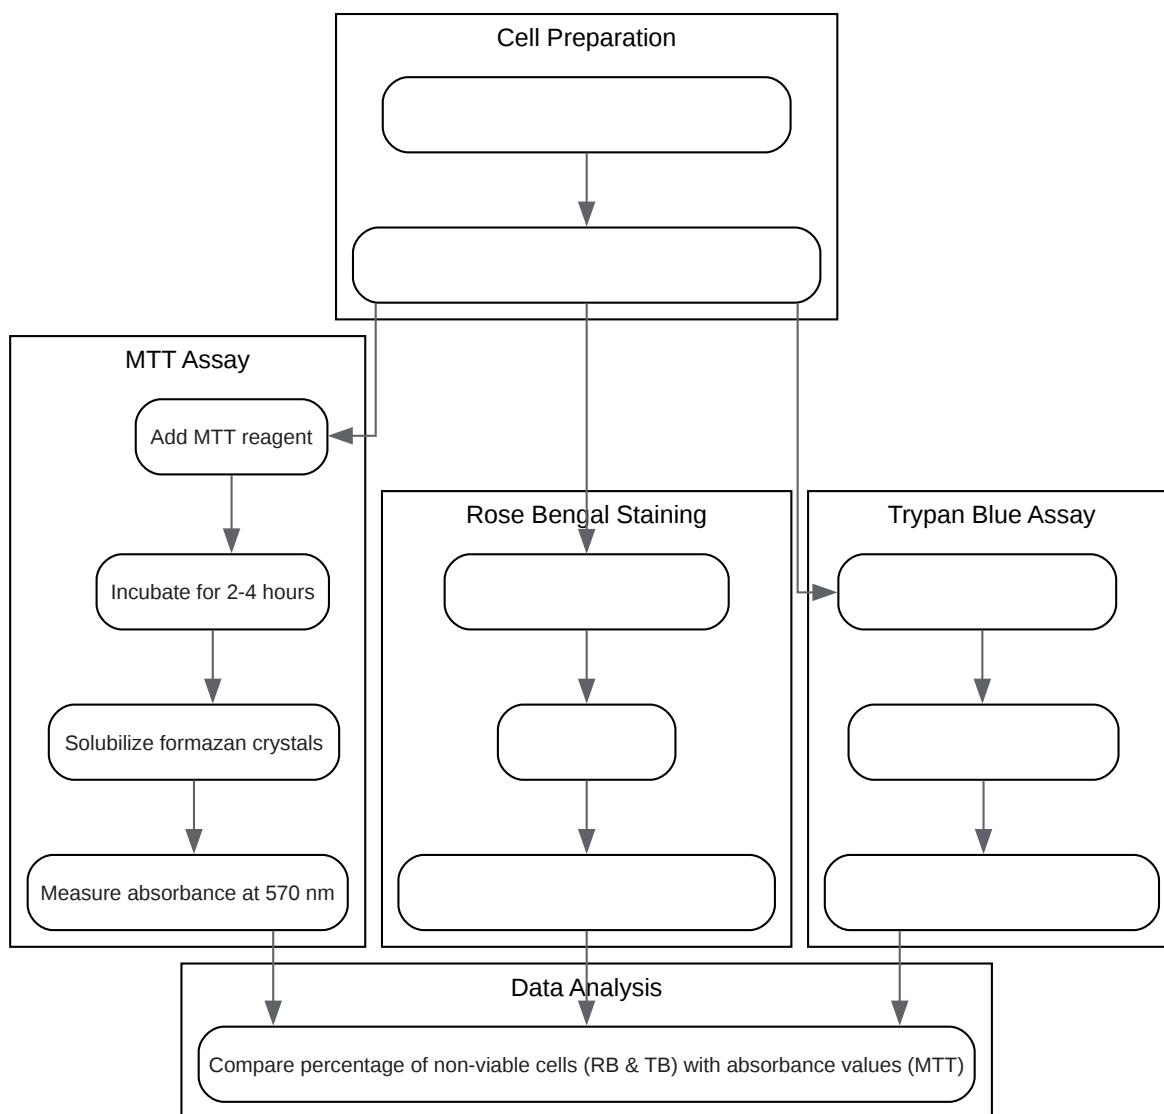 Cell Preparation
MTT Assay
Add MTT reagent
Incubate for 2-4 hours
Solubilize formazan crystals
Measure absorbance at 570 nm
Rose Bengal Staining
Trypan Blue Assay
Data Analysis
Compare percentage of non-viable cells (RB & TB) with absorbance values (MTT)